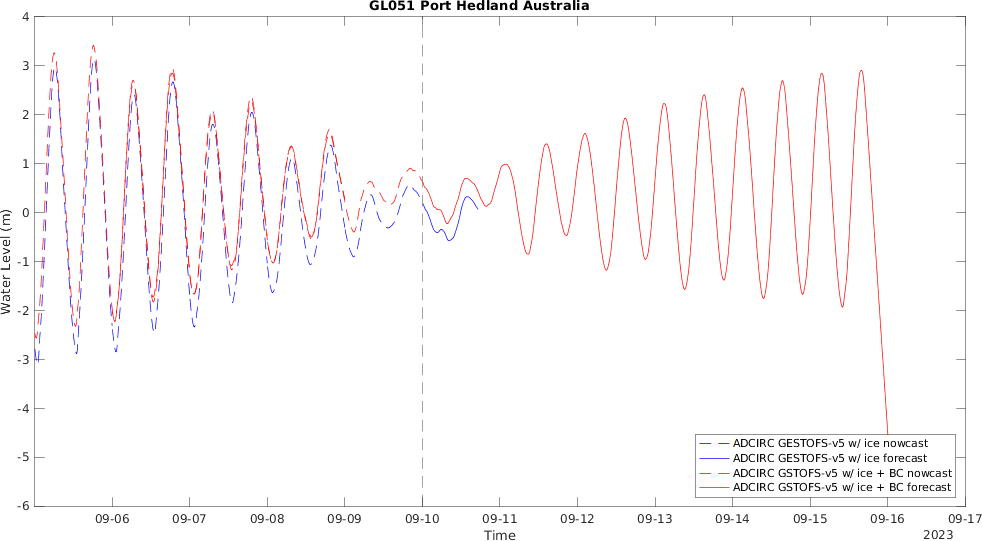 GL051 Port Hedland Australia
4
3
2
1
0
-1
-2
-3
-4
-5
-6
Water Level (m)
ADCIRC GESTOFS-v5 w/ ice nowcast
ADCIRC GESTOFS-v5 w/ ice forecast
ADCIRC GSTOFS-v5 w/ ice + BC nowcast
ADCIRC GSTOFS-v5 w/ ice + BC forecast
09-06 09-07 09-08 09-09 09-10 09-11 09-12 09-13 09-14 09-15 09-16 09-17
Time
2023